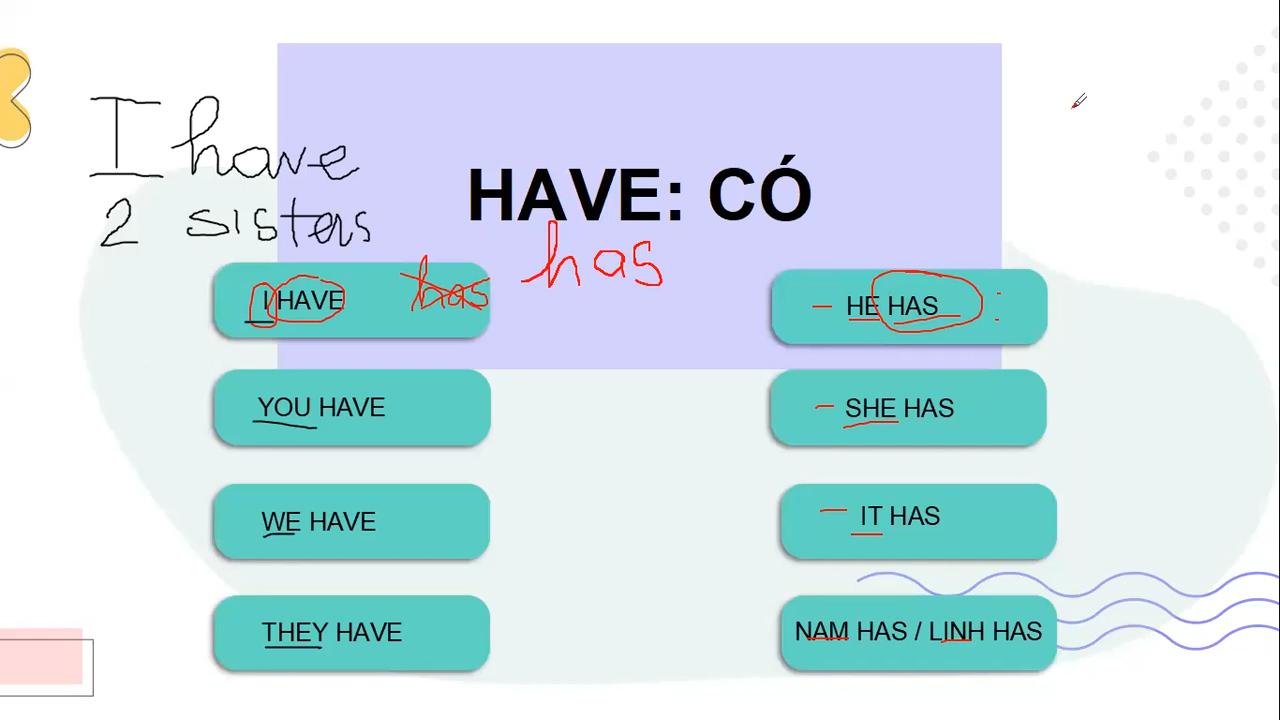 I have
2 sisters
HAVE: CÓ
has
I HAVE
has
YOU HAVE
WE HAVE
THEY HAVE
HE HAS
SHE HAS
IT HAS
NAM HAS / LINH HAS